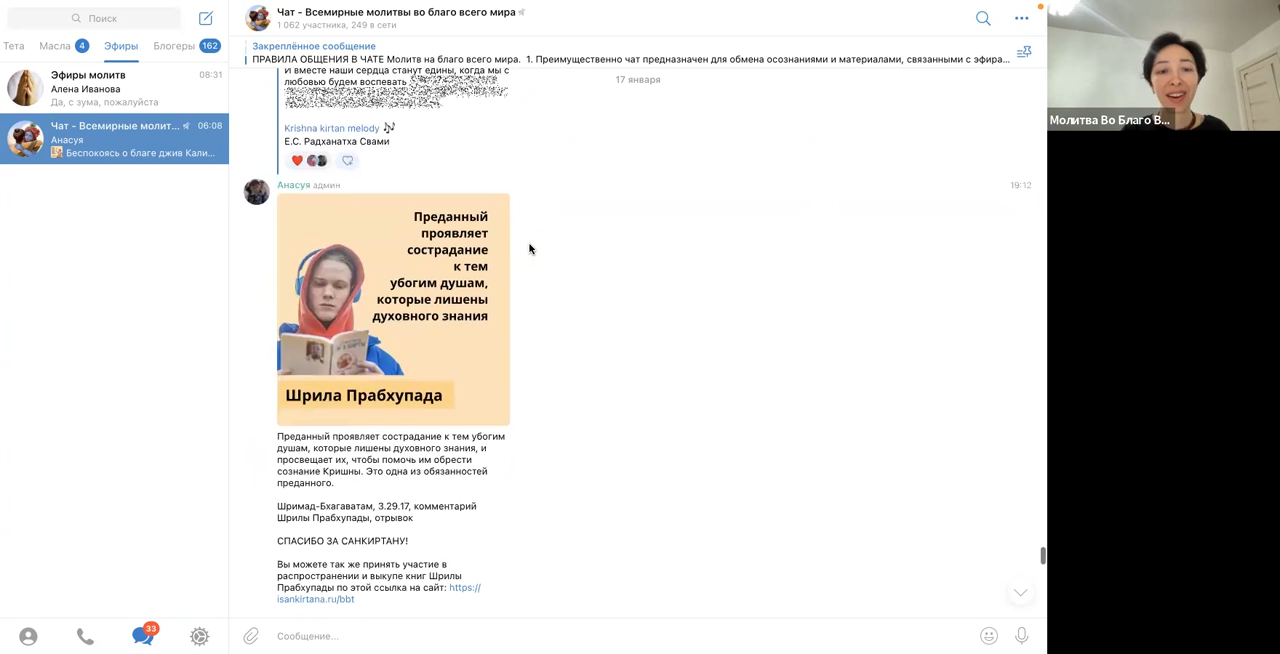 Поиск
Тета
Масла 4
Эфиры
Блогеры 162
Эфиры молитв 08:31
Алена Иванова
Да, с зума, пожалуйста
Чат - Всемирные молит... 06:08
Анасуя
Беспокоясь о благе джив Кали...
33
Чат - Всемирные молитвы во благо всего мира
1 062 участника, 249 в сети
Закреплённое сообщение
ПРАВИЛА ОБЩЕНИЯ В ЧАТЕ Молитв на благо всего мира. 1. Преимущественно чат предназначен для обмена осознаниями и материалами, связанными с эфира...
17 января
И вместе наши сердца станут едины, когда мы с
любовью будем воспевать
Krishna kirtan melody
Е.С. Радханатха Свами
Анасуя админ 19:12
Преданный
проявляет
сострадание
к тем
убогим душам,
которые лишены
духовного знания
Шрила Прабхупада
Преданный проявляет сострадание к тем убогим
душам, которые лишены духовного знания, и
просвещает их, чтобы помочь им обрести
сознание Кришны. Это одна из обязанностей
преданного.
Шримад-Бхагаватам, 3.29.17, комментарий
Шрилы Прабхупады, отрывок
СПАСИБО ЗА САНКИРТАНУ!
Вы можете так же принять участие в
распространии и выкупе книг Шрилы
Прабхупады по этой ссылка на сайт: https://
isankirtana.ru/bbt
Сообщение...
Молитва Во Благо В...